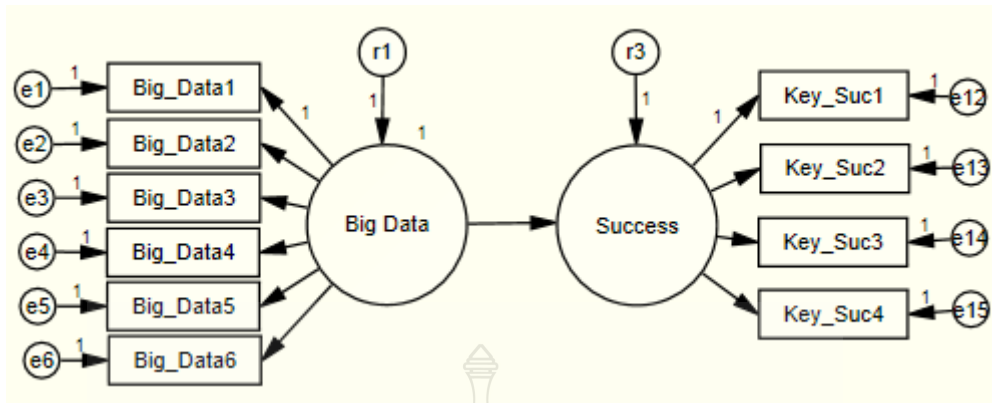 r1
r3
e1
1
Big_Data1
1
1
1
1
1
Key_Suc1
1
e12
e2
1
Big_Data2
Key_Suc2
1
e13
e3
1
Big_Data3
Big Data
Success
e4
1
Big_Data4
Key_Suc3
1
e14
e5
1
Big_Data5
Key_Suc4
1
e15
e6
1
Big_Data6